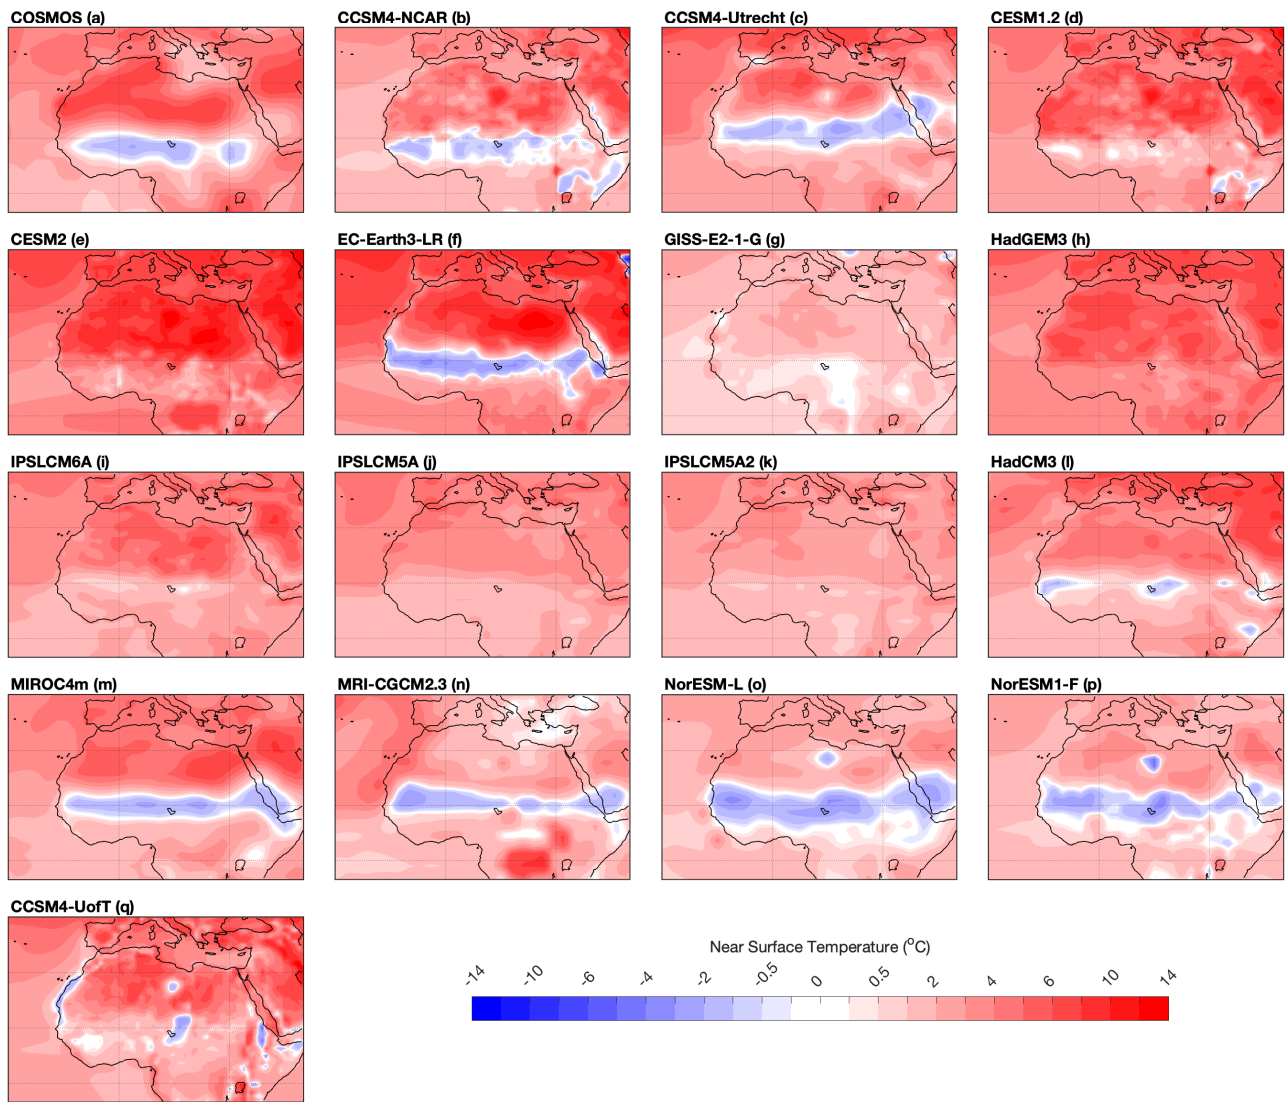 COSMOS (a)
CCSM4-NCAR (b)
CCSM4-Utrecht (c)
CESM1.2 (d)
CESM2 (e)
EC-Earth3-LR (f)
GISS-E2-1-G (g)
HadGEM3 (h)
IPSLCM6A (i)
IPSLCM5A (j)
IPSLCM5A2 (k)
HadCM3 (l)
MIROC4m (m)
MRI-CGCM2.3 (n)
NorESM-L (o)
NorESM1-F (p)
CCSM4-UofT (q)
Near Surface Temperature (°C)
-14 -10 -6 -4 -2 -0.5 0 0.5 2 4 6 10 14